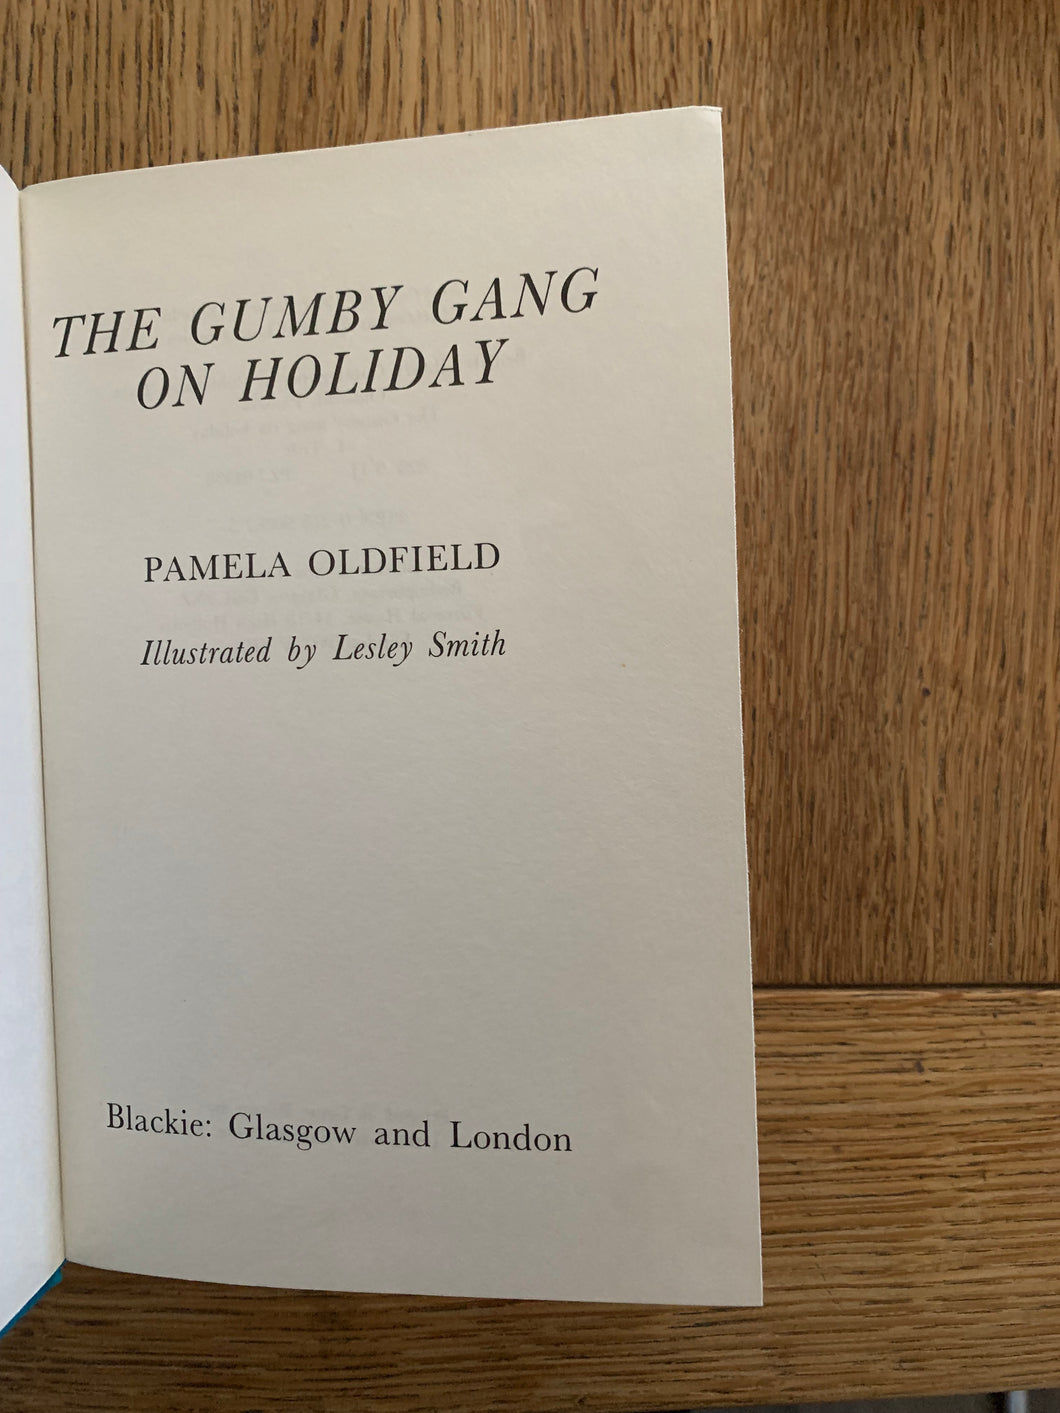 THE GUMBY GANG
ON HOLIDAY
PAMELA OLDFIELD
Illustrated by Lesley Smith
Blackie: Glasgow and London